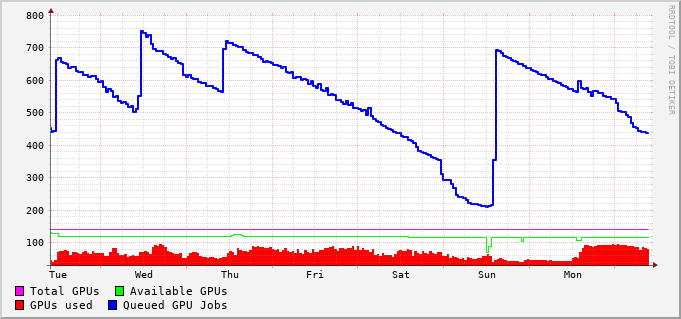 800
700
600
500
400
300
200
100
Tue Wed Thu Fri Sat Sun Mon
Total GPUs Available GPUs
GPUs used Queued GPU Jobs
RRDTOOL / TOBI OETIKER